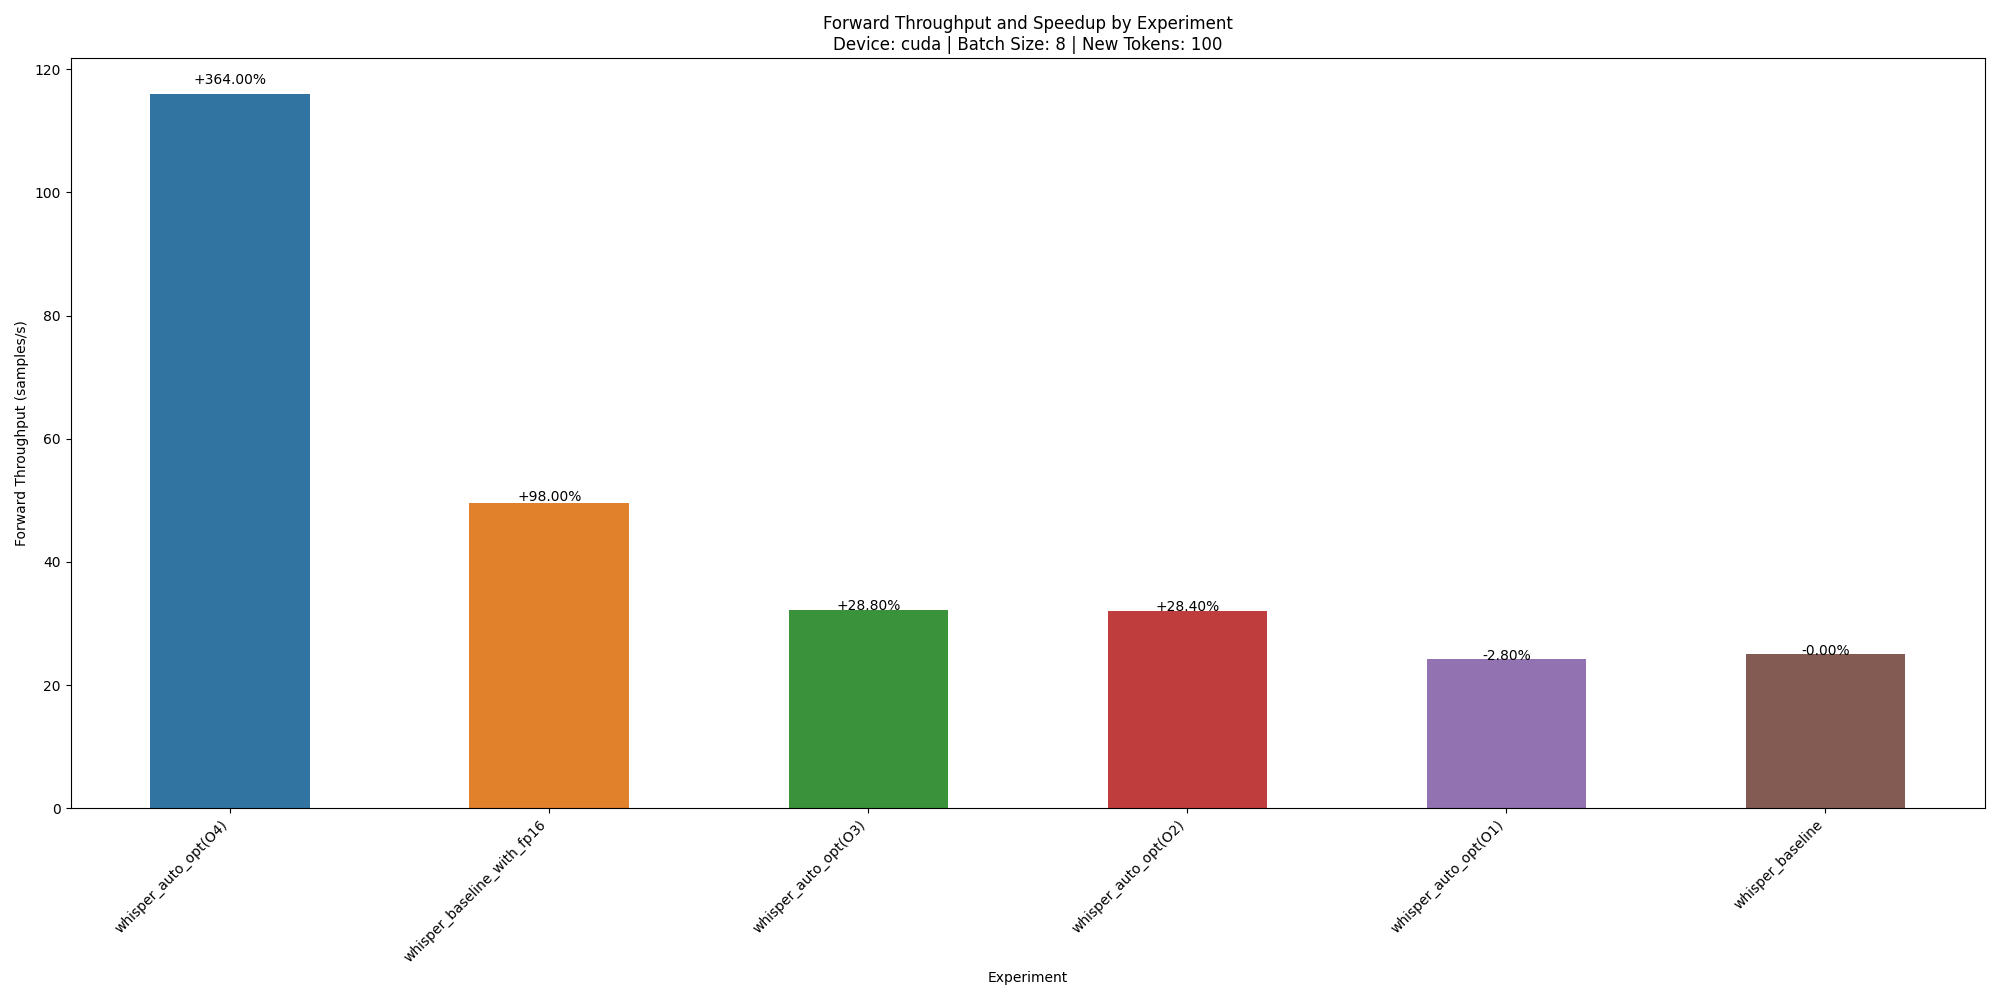 Forward Throughput and Speedup by Experiment
Device: cuda | Batch Size: 8 | New Tokens: 100
Forward Throughput (samples/s)
120
100
80
60
40
20
0
+364.00%
+98.00%
+28.80%
+28.40%
-2.80%
-0.00%
whisper_auto_opt(O4)
whisper_baseline_with_fp16
whisper_auto_opt(O3)
whisper_auto_opt(O2)
whisper_auto_opt(O1)
whisper_baseline
Experiment